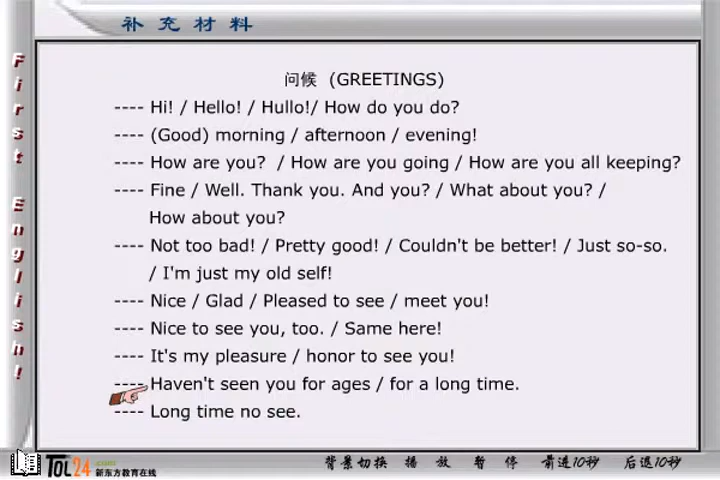 补充材料
First English!
问候 (GREETINGS)
---- Hi! / Hello! / Hullo!/ How do you do?
---- (Good) morning / afternoon / evening!
---- How are you? / How are you going / How are you all keeping?
---- Fine / Well. Thank you. And you? / What about you? /
How about you?
---- Not too bad! / Pretty good! / Couldn't be better! / Just so-so.
/ I'm just my old self!
---- Nice / Glad / Pleased to see / meet you!
---- Nice to see you, too. / Same here!
---- It's my pleasure / honor to see you!
---- Haven't seen you for ages / for a long time.
---- Long time no see.
TOL24.com
新东方教育在线
背景切换 播放 暂停 前进10秒 后退10秒